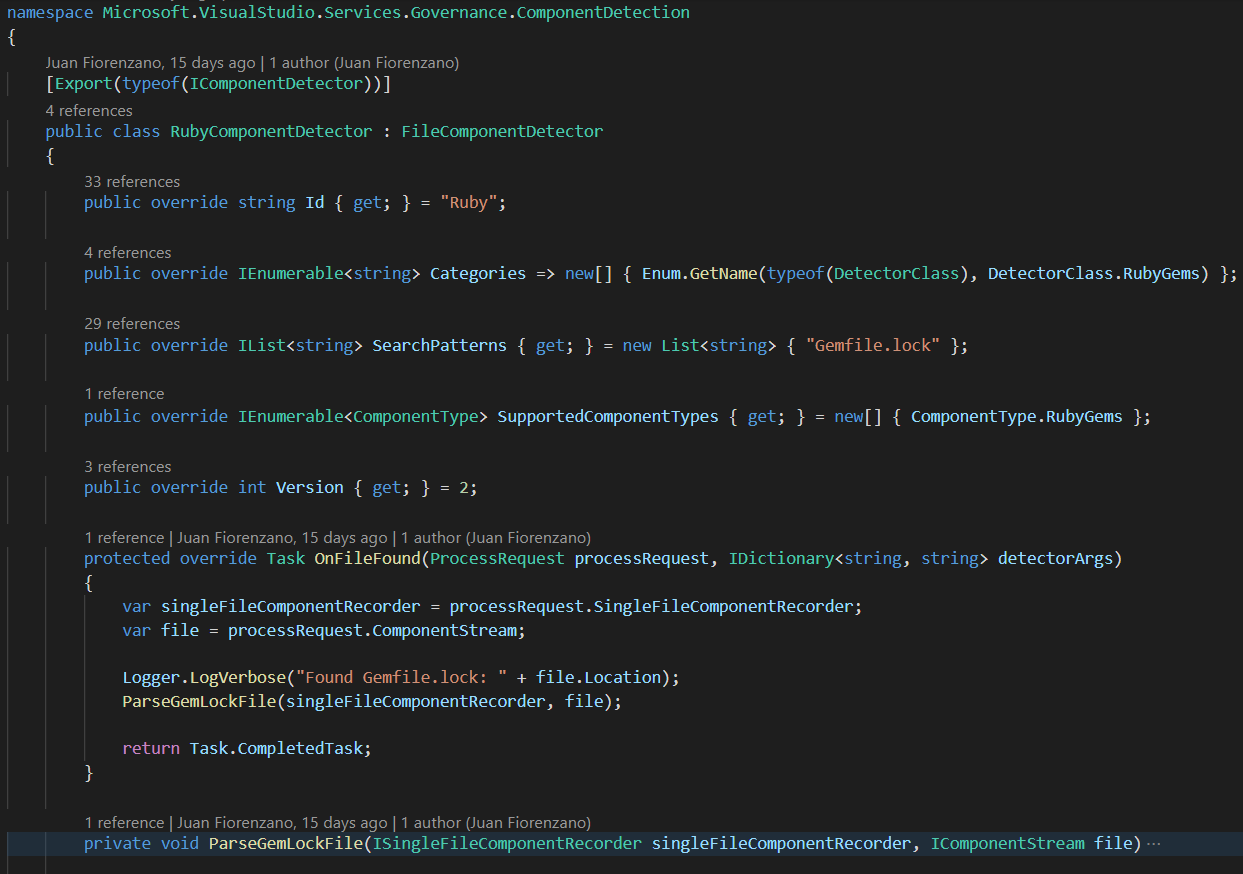 namespace Microsoft.VisualStudio.Services.Governance.ComponentDetection
{
Juan Fiorenzano, 15 days ago | 1 author (Juan Fiorenzano)
[Export(typeof(IComponentDetector))]
4 references
public class RubyComponentDetector : FileComponentDetector
{
33 references
public override string Id { get; } = "Ruby";
4 references
public override IEnumerable<string> Categories => new[] { Enum.GetName(typeof(DetectorClass), DetectorClass.RubyGems) };
29 references
public override IList<string> SearchPatterns { get; } = new List<string> { "Gemfile.lock" };
1 reference
public override IEnumerable<ComponentType> SupportedComponentTypes { get; } = new[] { ComponentType.RubyGems };
3 references
public override int Version { get; } = 2;
1 reference | Juan Fiorenzano, 15 days ago | 1 author (Juan Fiorenzano)
protected override Task OnFileFound(ProcessRequest processRequest, IDictionary<string, string> detectorArgs)
{
var singleFileComponentRecorder = processRequest.SingleFileComponentRecorder;
var file = processRequest.ComponentStream;
Logger.LogVerbose("Found Gemfile.lock: " + file.Location);
ParseGemLockFile(singleFileComponentRecorder, file);
return Task.CompletedTask;
}
1 reference | Juan Fiorenzano, 15 days ago | 1 author (Juan Fiorenzano)
private void ParseGemLockFile(ISingleFileComponentRecorder singleFileComponentRecorder, IComponentStream file) ···